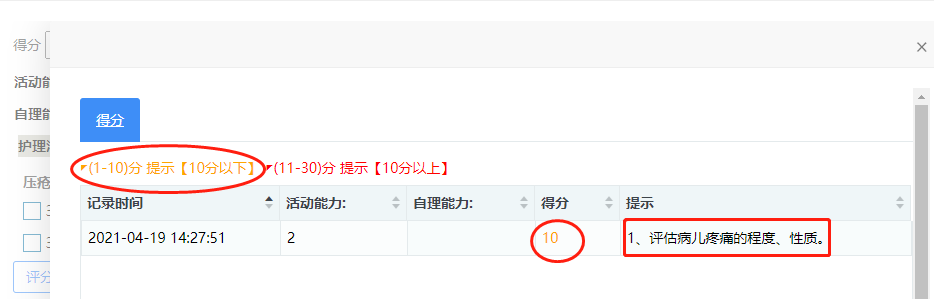 得分
活动能
自理能
护理
压疮
评分
得分
(1-10)分 提示【10分以下】 (11-30)分 提示【10分以上】
记录时间 活动能力: 自理能力: 得分 提示
2021-04-19 14:27:51 2 10 1、评估病儿疼痛的程度、性质。